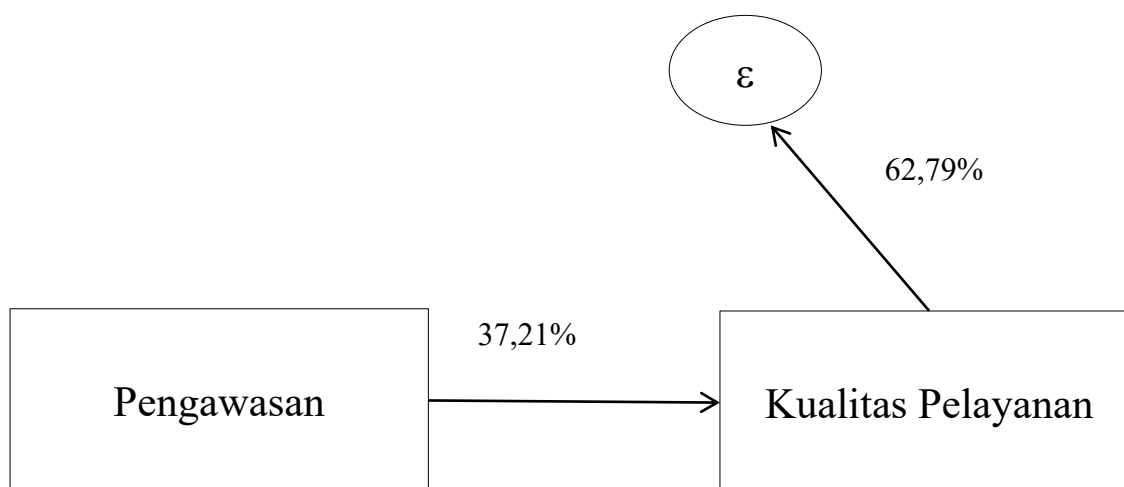 ε
62,79%
37,21%
Pengawasan
Kualitas Pelayanan